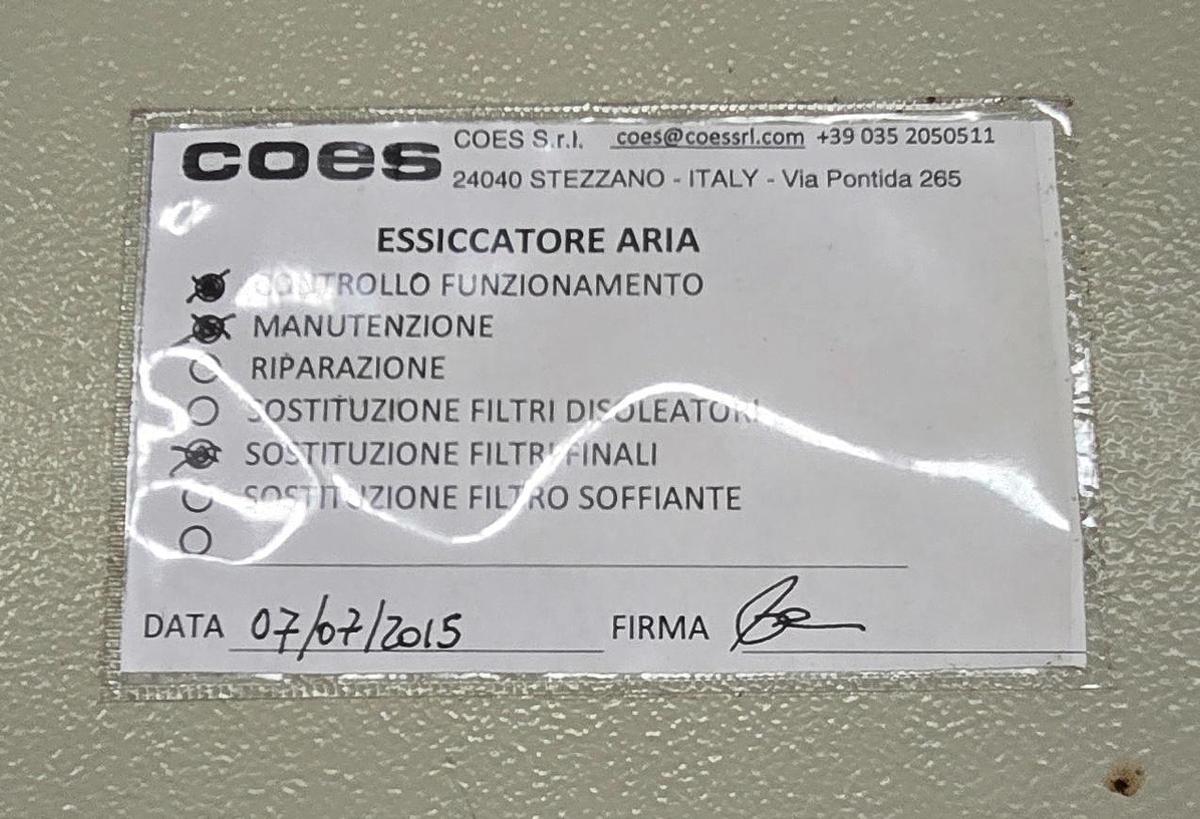 coes
COES S.r.l. coes@coessrl.com +39 035 2050511
24040 STEZZANO - ITALY - Via Pontida 265
ESSICCATORE ARIA
CONTROLLO FUNZIONAMENTO
MANUTENZIONE
RIPARAZIONE
SOSTITUZIONE FILTRI DISOLEATORI
SOSTITUZIONE FILTRI FINALI
SOSTITUZIONE FILTRO SOFFIANTE
DATA 07/07/2015 FIRMA